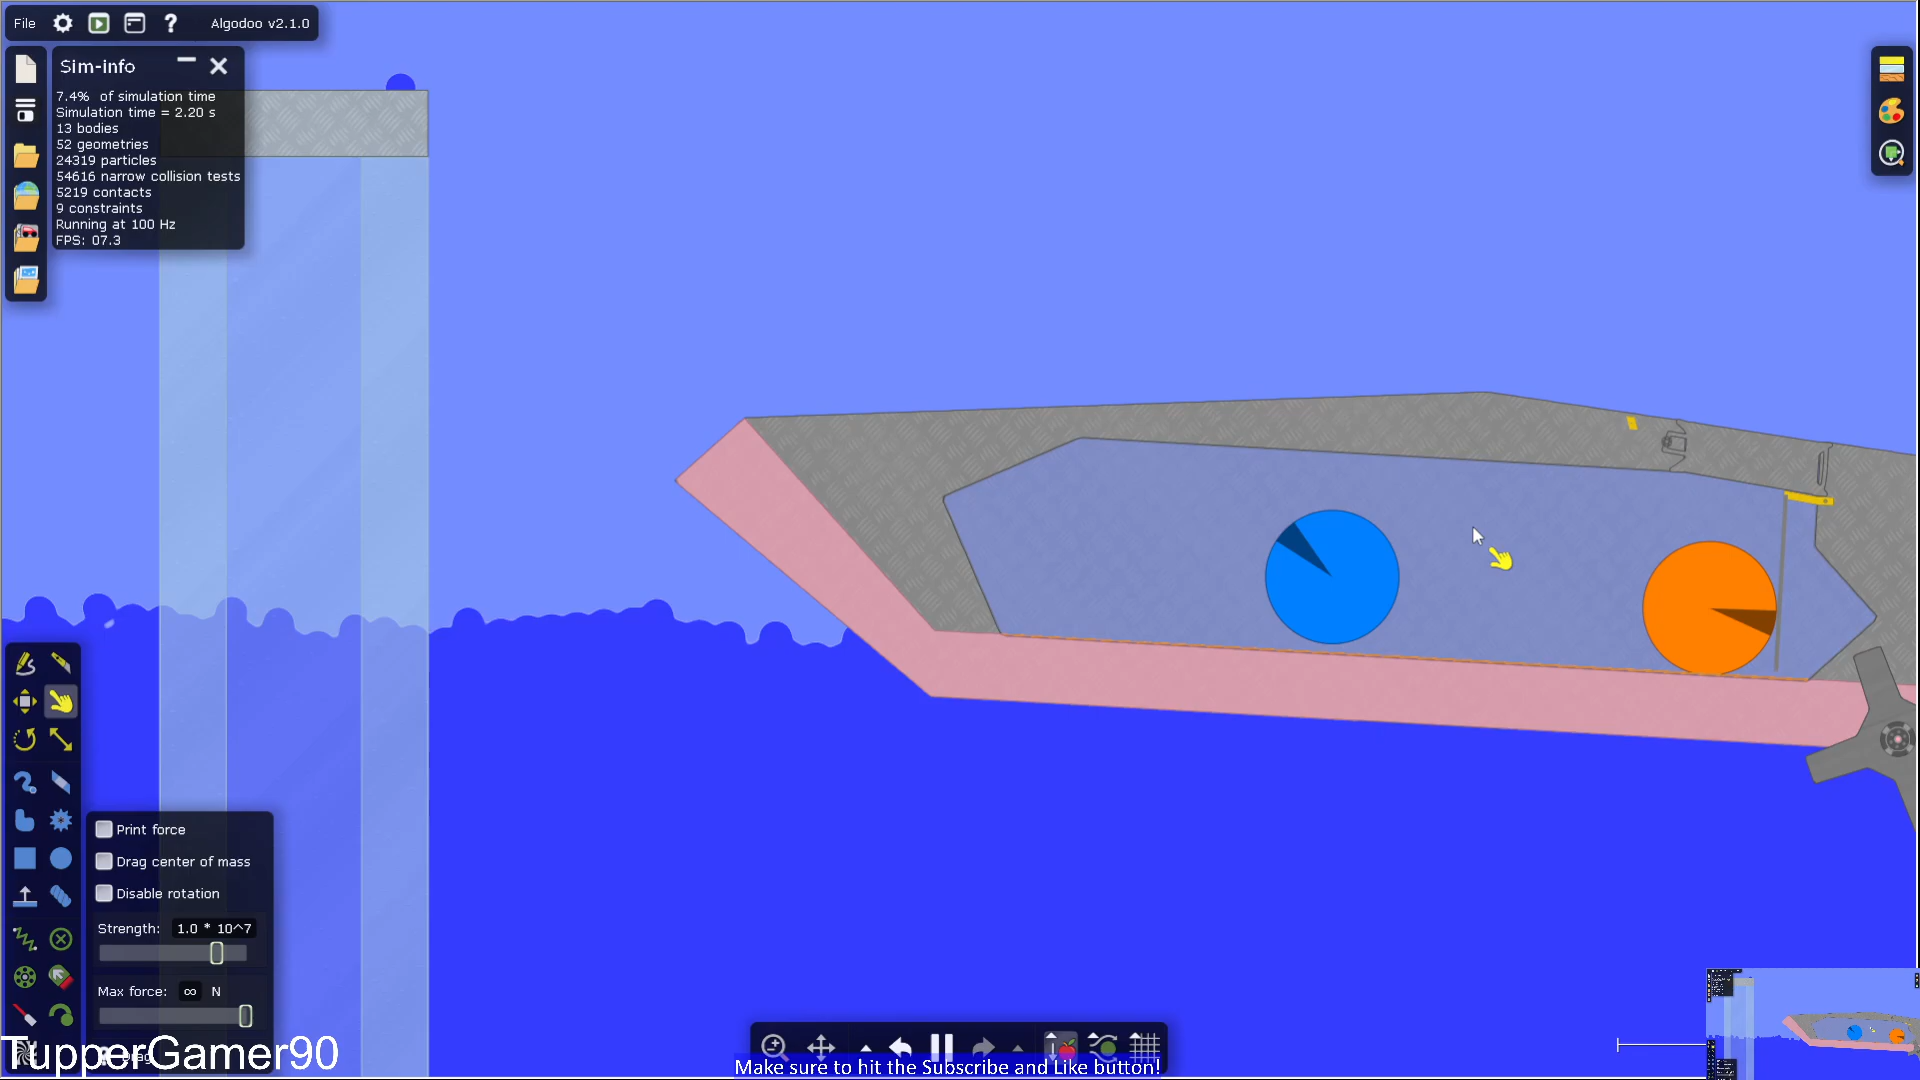 File
Algodoo v2.1.0
Sim-info
7.4% of simulation time
Simulation time = 2.20 s
13 bodies
52 geometries
24319 particles
54616 narrow collision tests
5219 contacts
9 constraints
Running at 100 Hz
FPS: 07.3
Print force
Drag center of mass
Disable rotation
Strength: 1.0 * 10^7
Max force: ∞ N
Drag
TupperGamer90
Make sure to hit the Subscribe and Like button!